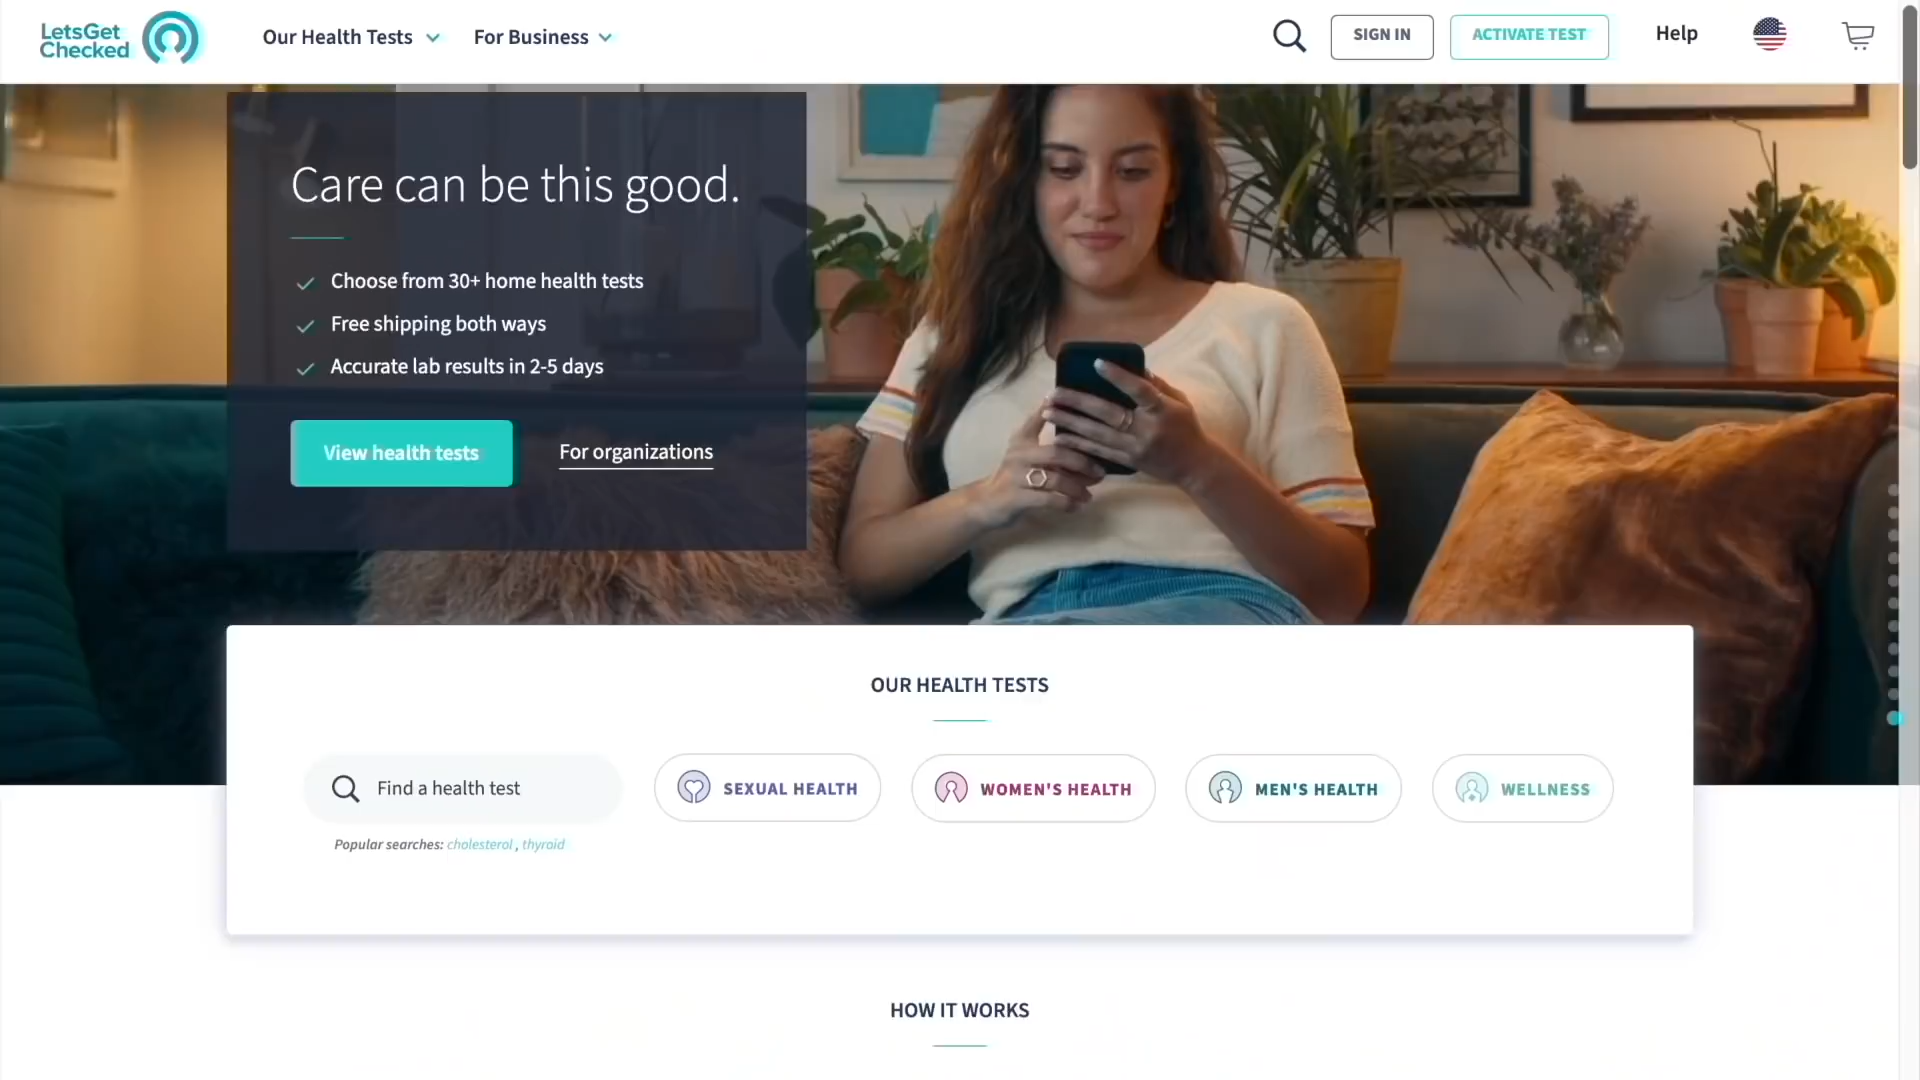 LetsGet
Checked
Our Health Tests
For Business
SIGN IN
ACTIVATE TEST
Help
Care can be this good.
Choose from 30+ home health tests
Free shipping both ways
Accurate lab results in 2-5 days
View health tests
For organizations
OUR HEALTH TESTS
Find a health test
SEXUAL HEALTH
WOMEN'S HEALTH
MEN'S HEALTH
WELLNESS
Popular searches: cholesterol , thyroid
HOW IT WORKS